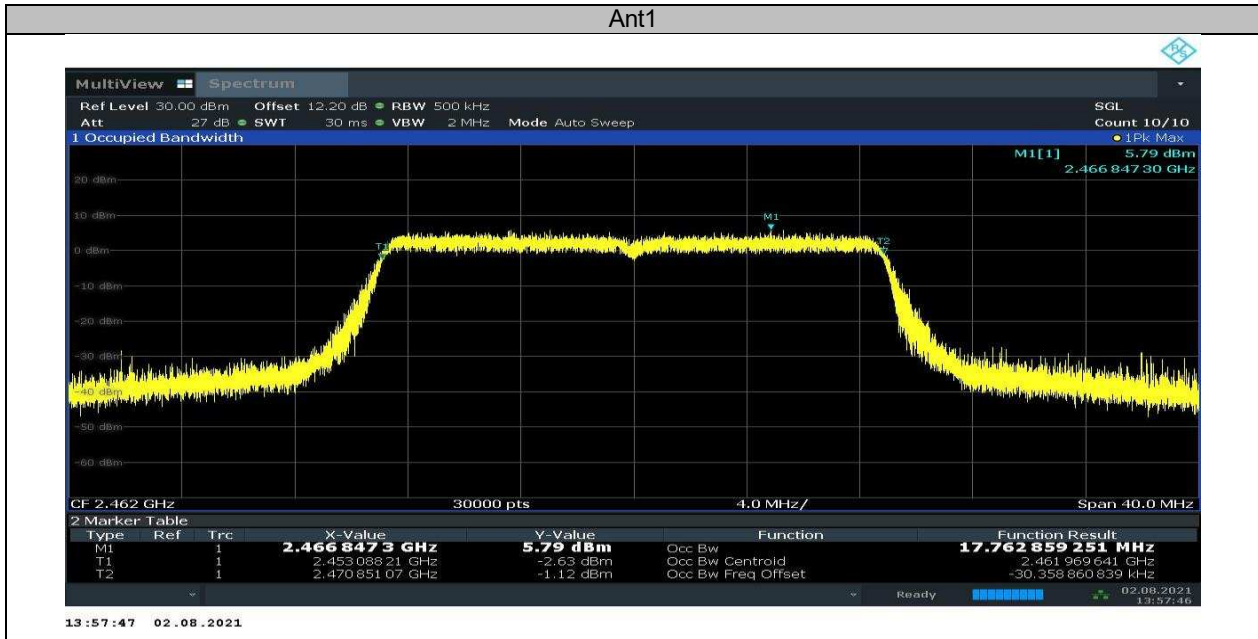 Ant1
R S
MultiView Spectrum
Ref Level 30.00 dBm Offset 12.20 dB RBW 500 kHz SGL
Att 27 dB SWT 30 ms VBW 2 MHz Mode Auto Sweep Count 10/10
1 Occupied Bandwidth 1Pk Max
M1[1] 5.79 dBm
2.466 847 30 GHz
20 dBm
10 dBm
M1
0 dBm
T1 T2
-10 dBm
-20 dBm
-30 dBm
-40 dBm
-50 dBm
-60 dBm
CF 2.462 GHz 30000 pts 4.0 MHz/ Span 40.0 MHz
2 Marker Table
Type Ref Trc X-Value Y-Value Function Function Result
M1 1 2.466 847 3 GHz 5.79 dBm Occ Bw 17.762 859 251 MHz
T1 1 2.453 088 21 GHz -2.63 dBm Occ Bw Centroid 2.461 969 641 GHz
T2 1 2.470 851 07 GHz -1.12 dBm Occ Bw Freq Offset -30.358 860 839 kHz
Ready 02.08.2021
13:57:46
13:57:47 02.08.2021